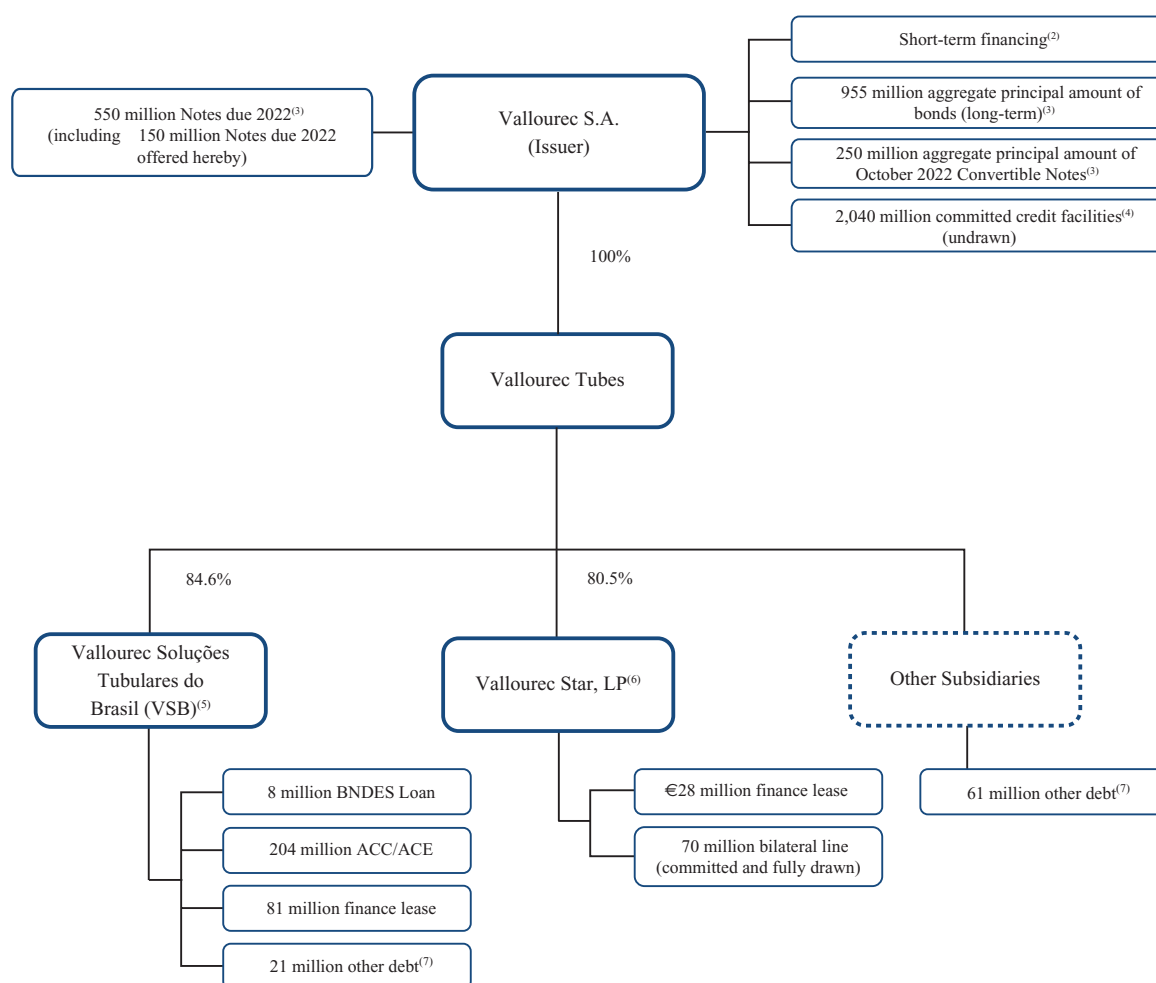 Short-term financing(2)
550 million Notes due 2022(3)
(including 150 million Notes due 2022
offered hereby)
Vallourec S.A.
(Issuer)
955 million aggregate principal amount of
bonds (long-term)(3)
250 million aggregate principal amount of
October 2022 Convertible Notes(3)
2,040 million committed credit facilities(4)
(undrawn)
100%
Vallourec Tubes
84.6%
80.5%
Vallourec Soluções
Tubulares do
Brasil (VSB)(5)
Vallourec Star, LP(6)
Other Subsidiaries
8 million BNDES Loan
204 million ACC/ACE
81 million finance lease
21 million other debt(7)
€28 million finance lease
70 million bilateral line
(committed and fully drawn)
61 million other debt(7)